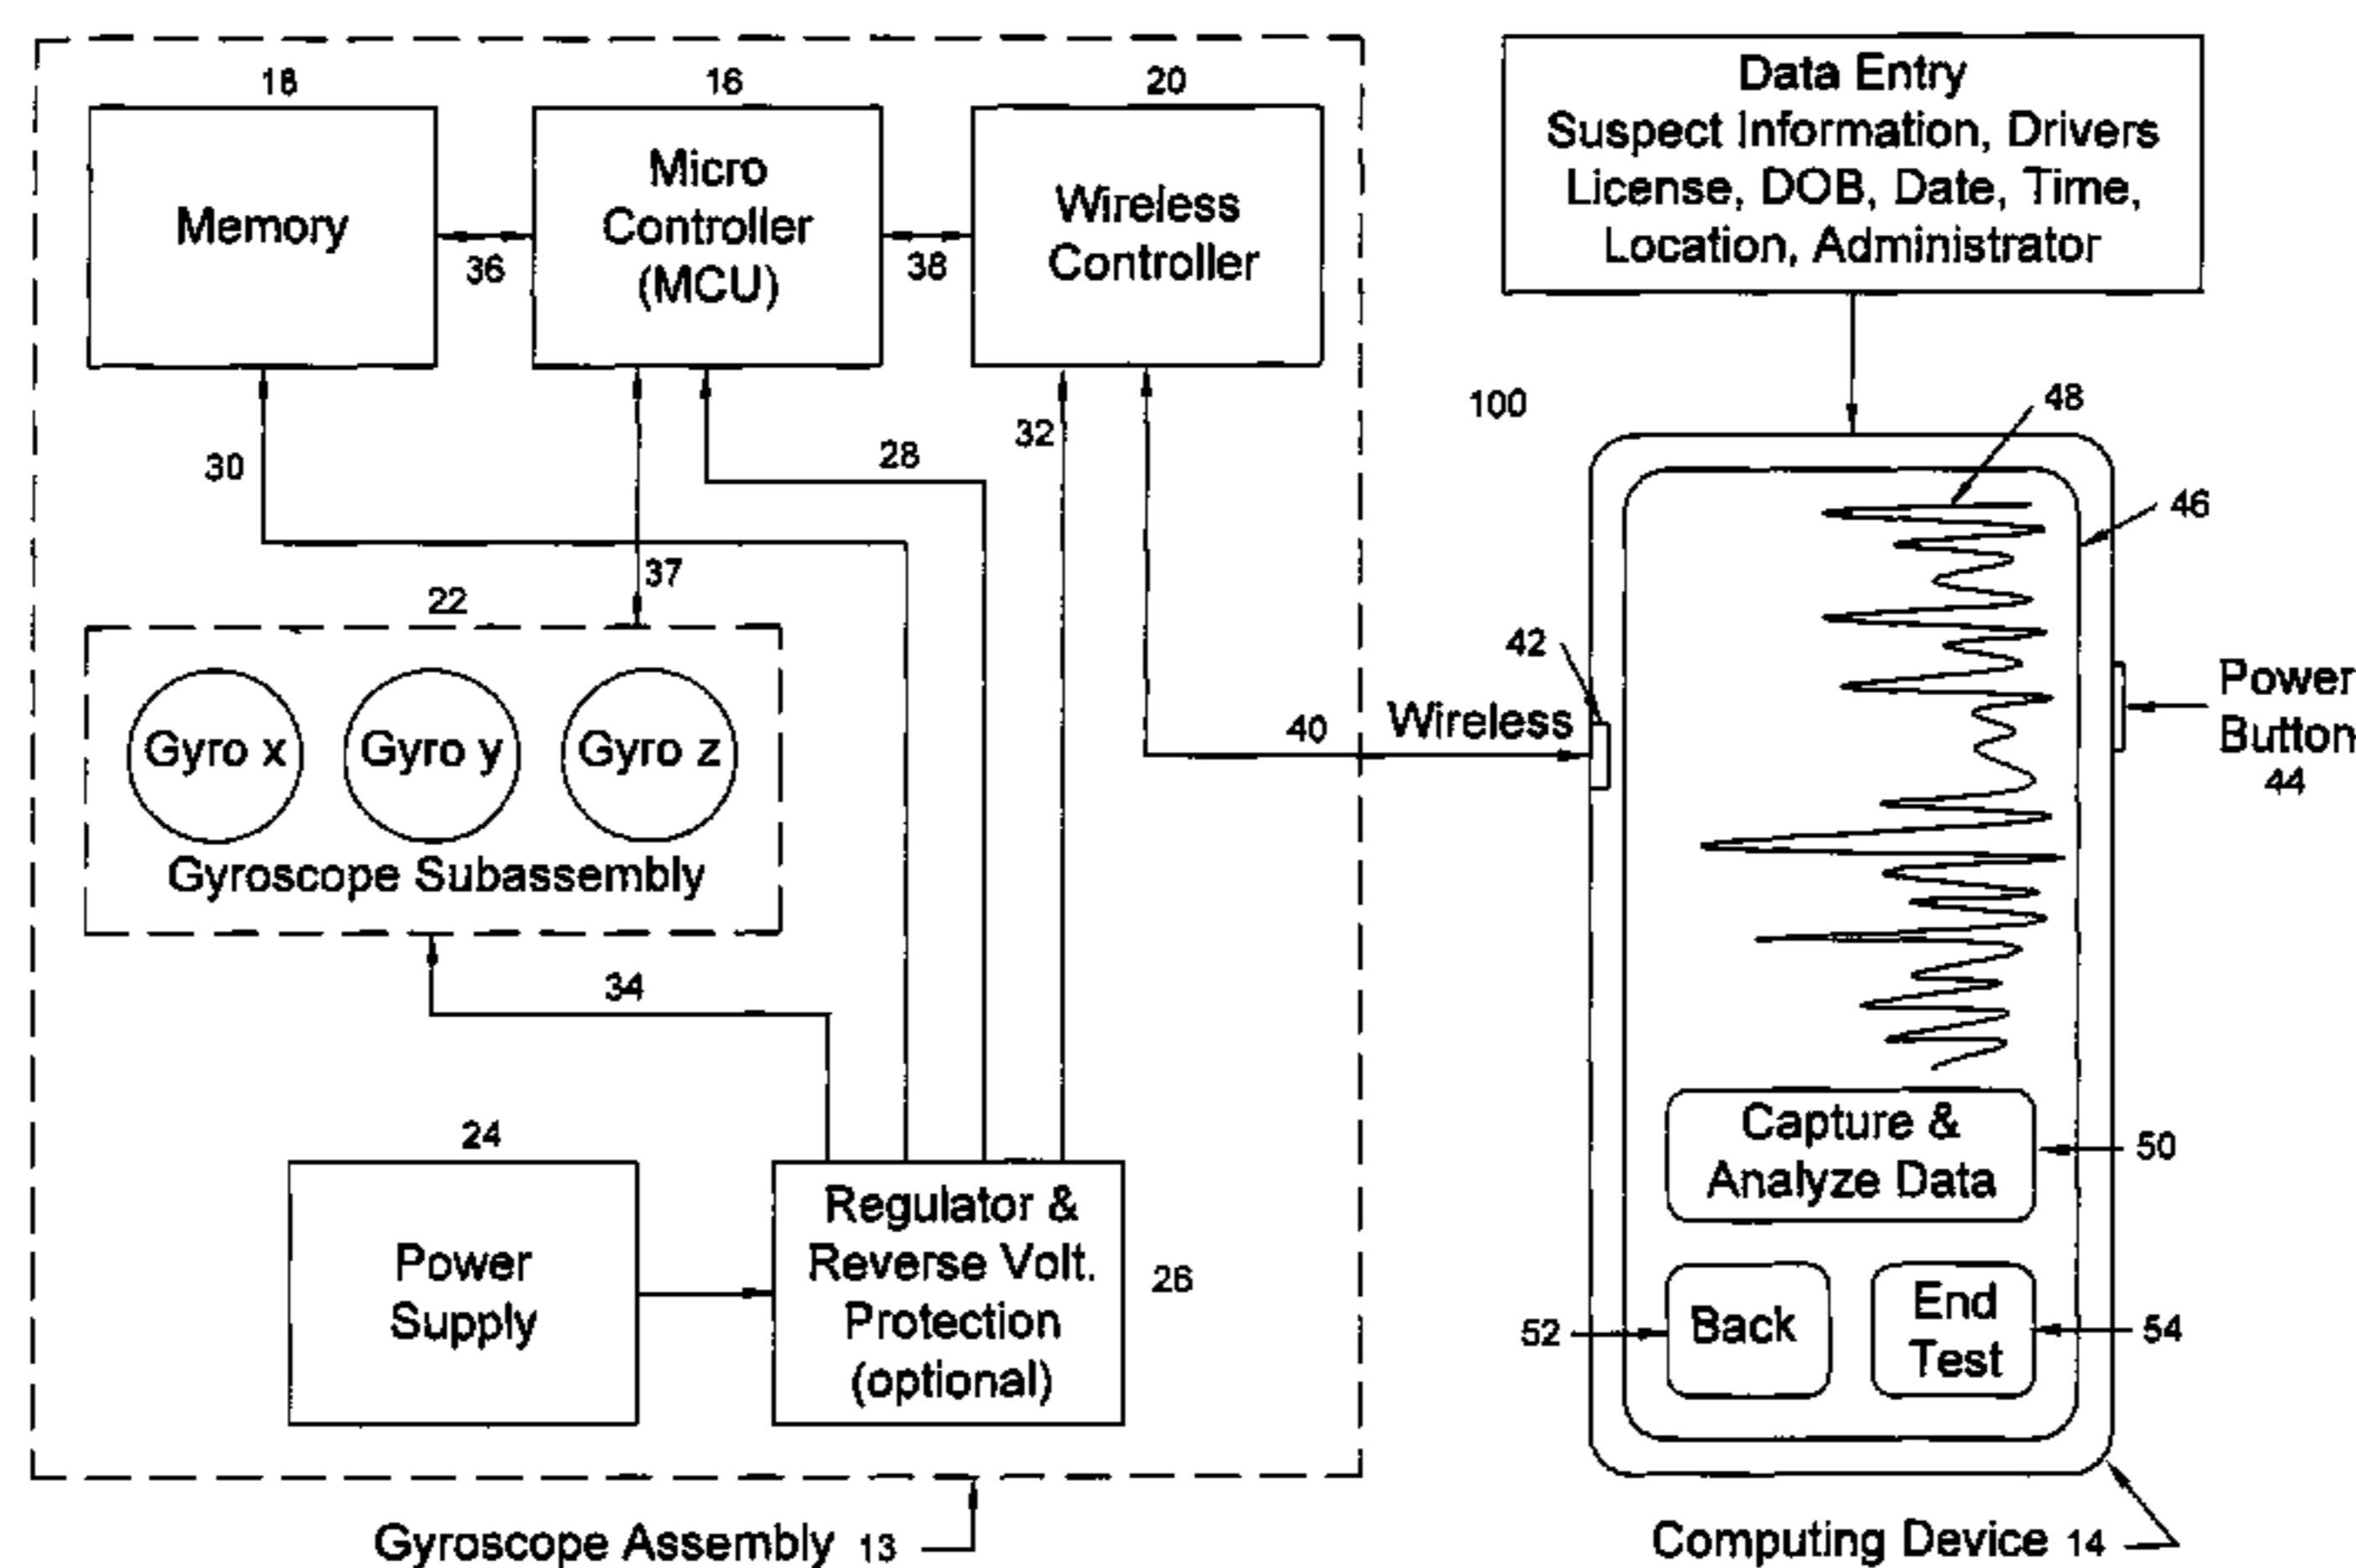 18
Memory
16
Micro
Controller
(MCU)
20
Wireless
Controller
36
38
30
28
32
37
22
Gyro x
Gyro y
Gyro z
Gyroscope Subassembly
34
24
Power
Supply
Regulator &
Reverse Volt.
Protection
(optional)
26
Gyroscope Assembly 13
Data Entry
Suspect Information, Drivers
License, DOB, Date, Time,
Location, Administrator
100
48
46
42
40
Wireless
Power
Button
44
Capture &
Analyze Data
50
52
Back
End
Test
54
Computing Device 14